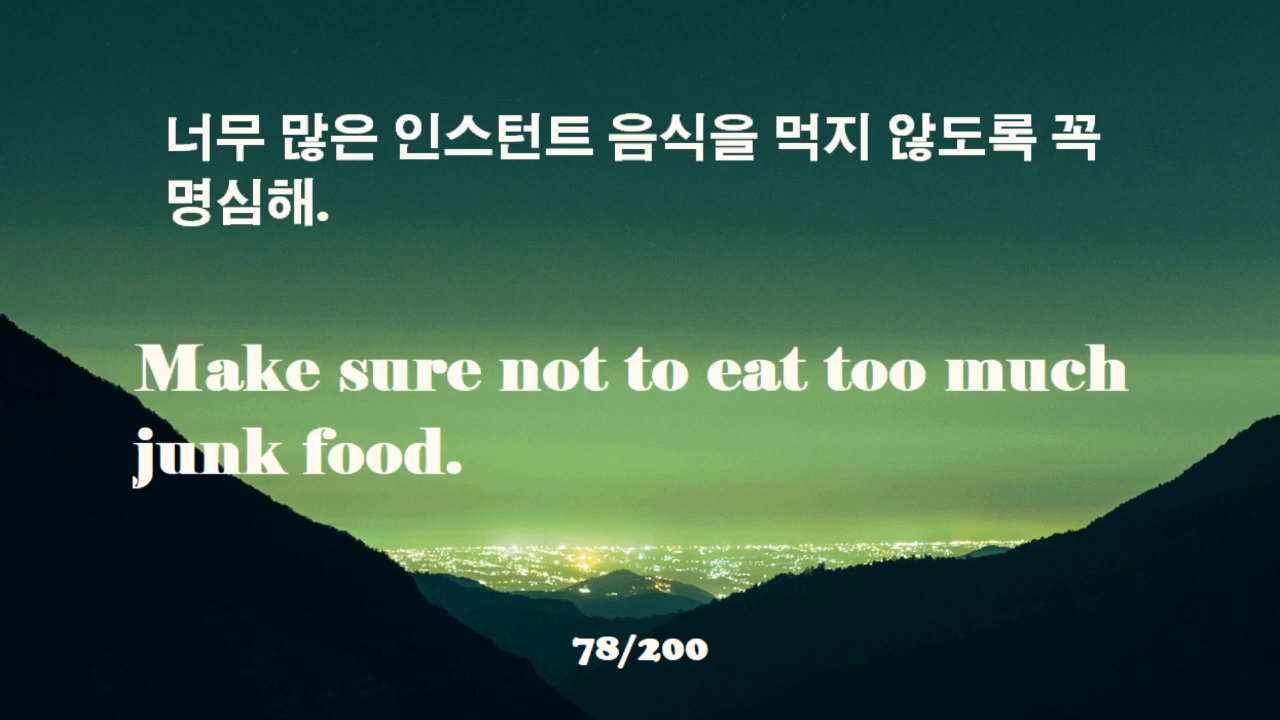 너무 많은 인스턴트 음식을 먹지 않도록 꼭
명심해.
Make sure not to eat too much
junk food.
78/200